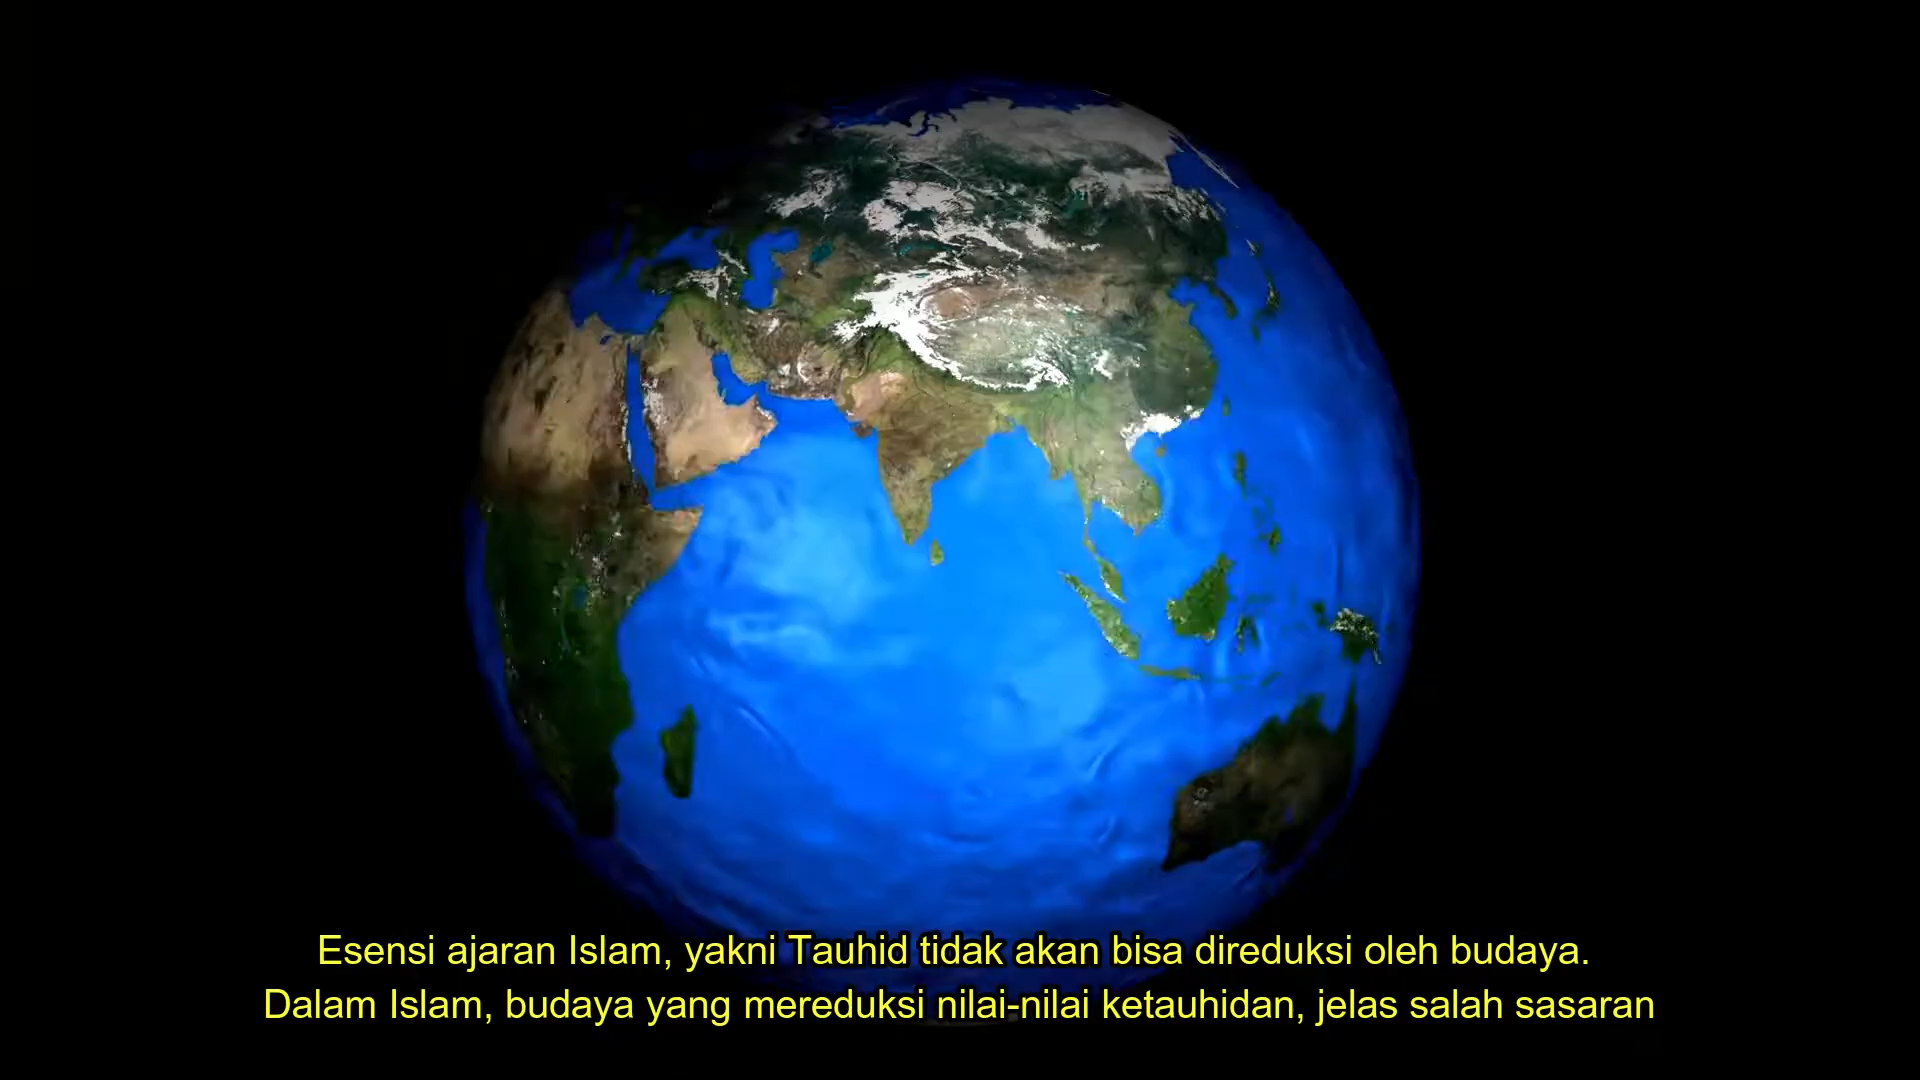 Esensi ajaran Islam, yakni Tauhid tidak akan bisa direduksi oleh budaya.
Dalam Islam, budaya yang mereduksi nilai-nilai ketauhidan, jelas salah sasaran